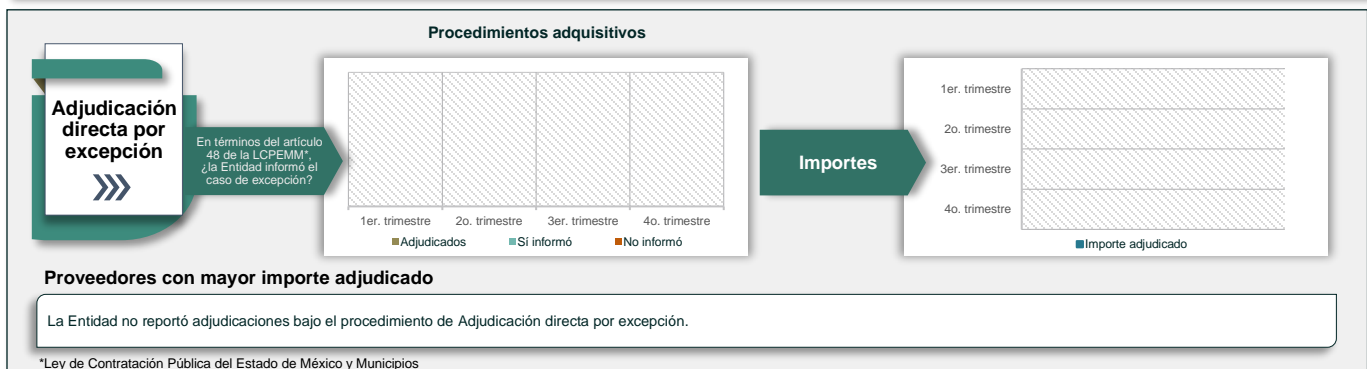 Procedimientos adquisitivos
Adjudicación
directa por
excepción
En términos del artículo
48 de la LCPEMM*,
¿la Entidad informó el
caso de excepción?
1er. trimestre 2o. trimestre 3er. trimestre 4o. trimestre
Adjudicados Sí informó No informó
Importes
1er. trimestre
2o. trimestre
3er. trimestre
4o. trimestre
Importe adjudicado
Proveedores con mayor importe adjudicado
La Entidad no reportó adjudicaciones bajo el procedimiento de Adjudicación directa por excepción.
*Ley de Contratación Pública del Estado de México y Municipios